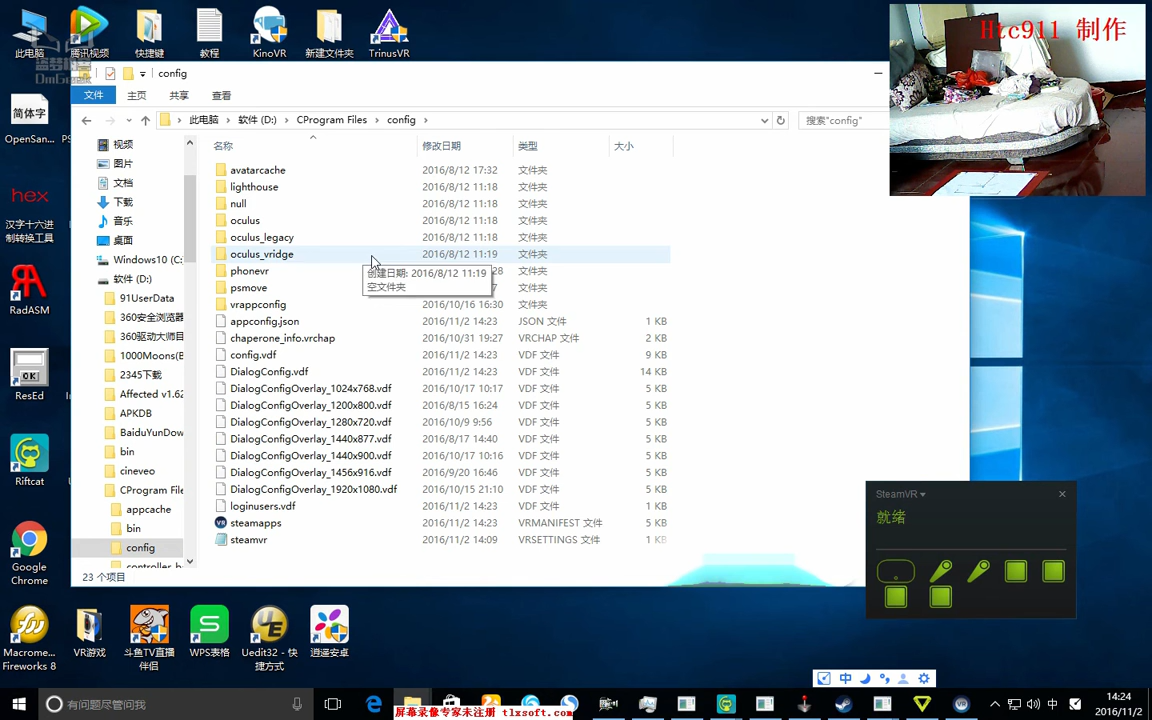 此电脑
腾讯视频
快捷键
教程
KinoVR
新建文件夹
TrinusVR
Htc911 制作
config
文件
主页
共享
查看
此电脑 › 软件 (D:) › CProgram Files › config ›
搜索"config"
简体字
OpenSan...
hex
汉字十六进
制转换工具
RadASM
OK
ResEd
Riftcat
Google
Chrome
视频
图片
文档
下载
音乐
桌面
Windows10 (C:
软件 (D:)
91UserData
360安全浏览器
360驱动大师目
1000Moons(B
2345下载
Affected v1.62
APKDB
BaiduYunDow
bin
cineveo
CProgram File
appcache
bin
config
名称 修改日期 类型 大小
avatarcache 2016/8/12 17:32 文件夹
lighthouse 2016/8/12 11:18 文件夹
null 2016/8/12 11:18 文件夹
oculus 2016/8/12 11:18 文件夹
oculus_legacy 2016/8/12 11:18 文件夹
oculus_vridge 2016/8/12 11:19 文件夹
phonevr :28 文件夹
psmove 文件夹
创建日期: 2016/8/12 11:19
空文件夹
vrappconfig 2016/10/16 16:30 文件夹
appconfig.json 2016/11/2 14:23 JSON 文件 1 KB
chaperone_info.vrchap 2016/10/31 19:27 VRCHAP 文件 2 KB
config.vdf 2016/11/2 14:23 VDF 文件 9 KB
DialogConfig.vdf 2016/11/2 14:23 VDF 文件 14 KB
DialogConfigOverlay_1024x768.vdf 2016/10/17 10:17 VDF 文件 5 KB
DialogConfigOverlay_1200x800.vdf 2016/8/15 16:24 VDF 文件 5 KB
DialogConfigOverlay_1280x720.vdf 2016/10/9 9:56 VDF 文件 5 KB
DialogConfigOverlay_1440x877.vdf 2016/8/17 14:40 VDF 文件 5 KB
DialogConfigOverlay_1440x900.vdf 2016/10/17 10:16 VDF 文件 5 KB
DialogConfigOverlay_1456x916.vdf 2016/9/20 16:46 VDF 文件 5 KB
DialogConfigOverlay_1920x1080.vdf 2016/10/15 21:10 VDF 文件 5 KB
loginusers.vdf 2016/11/2 14:23 VDF 文件 1 KB
steamapps 2016/11/2 14:23 VRMANIFEST 文件 5 KB
steamvr 2016/11/2 14:09 VRSETTINGS 文件 1 KB
23 个项目
SteamVR
就绪
Macrome...
Fireworks 8
VR游戏
斗鱼TV直播
伴侣
WPS表格
Uedit32 - 快
捷方式
逍遥安卓
中
有问题尽管问我
屏幕录像专家未注册 tlxsoft.com
中
14:24
2016/11/2